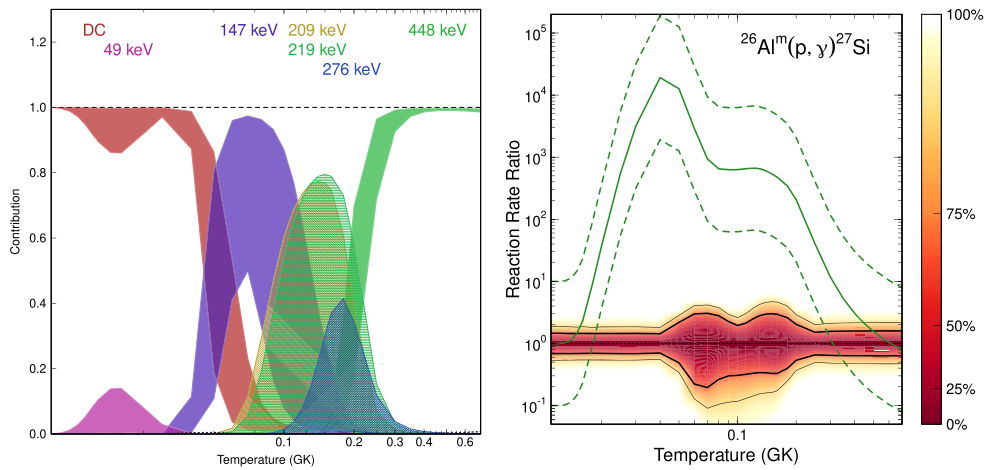 DC 147 keV 209 keV 448 keV
49 keV 219 keV
276 keV
1.2
1.0
0.8
0.6
0.4
0.2
0.0
Contribution
0.1 0.2 0.3 0.4 0.6
Temperature (GK)
²⁶Alᵐ(p, γ)²⁷Si
10⁵
10⁴
10³
10²
10¹
10⁰
10⁻¹
Reaction Rate Ratio
0.1
Temperature (GK)
100%
75%
50%
25%
0%